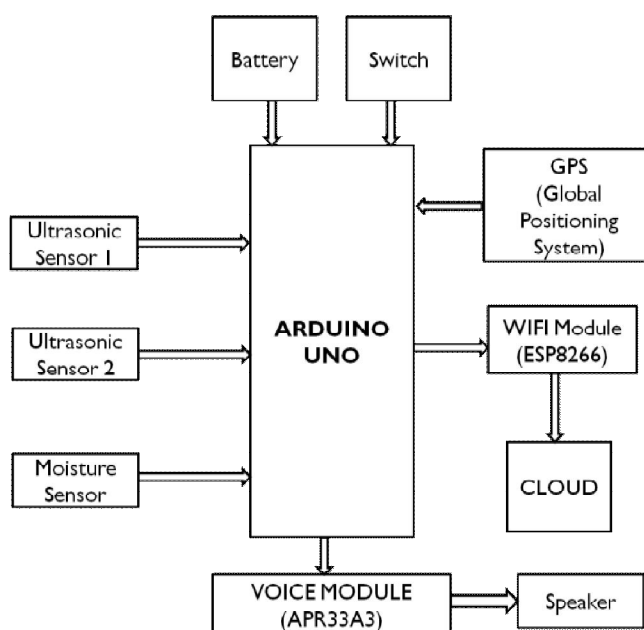 Battery
Switch
GPS
(Global
Positioning
System)
Ultrasonic
Sensor 1
ARDUINO
UNO
WIFI Module
(ESP8266)
Ultrasonic
Sensor 2
Moisture
Sensor
CLOUD
VOICE MODULE
(APR33A3)
Speaker